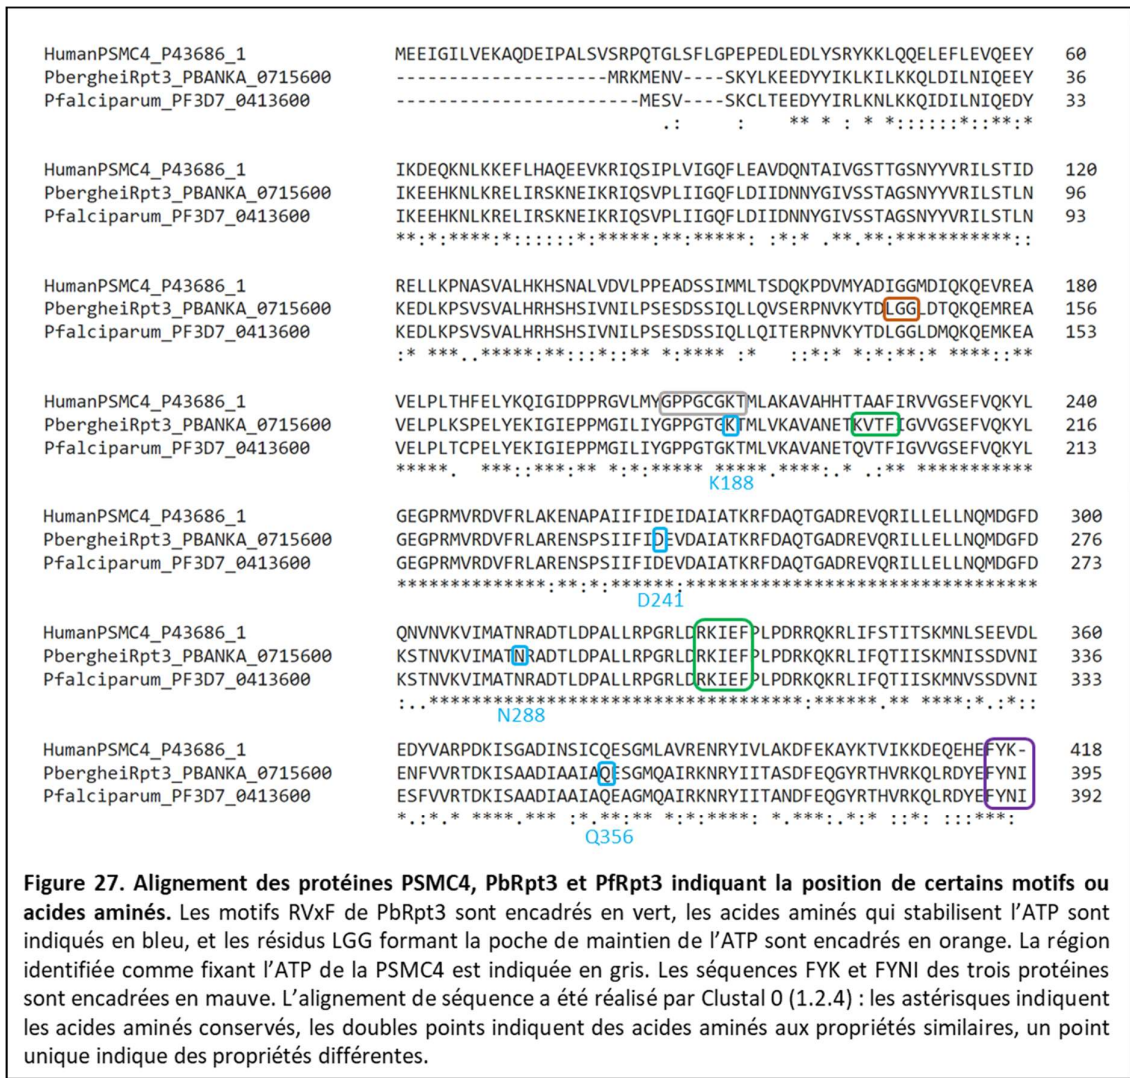 HumanPSMC4_P43686_1 MEEIGILVEKAQDEIPALSVSRPQTGLSFLGPEPEDLEDLYSRYKKLQQELEFLEVQEEY 60
PbergheiRpt3_PBANKA_0715600 ---------------------MRKMENV----SKYLKEEDYYIKLKILKKQLDILNIQEEY 36
Pfalciparum_PF3D7_0413600 ------------------------MESV----SKCLTEEDYYIRLKNLKKQIDILNIQEDY 33
.: : ** * : * *::::::*::**:*
HumanPSMC4_P43686_1 IKDEQKNLKKEFLHAQEEVKRIQSIPLVIGQFLEAVDQNTAIVGSTTGSNYYVRILSTID 120
PbergheiRpt3_PBANKA_0715600 IKEEHKNLKRELIRSKNEIKRIQSVPLIIGQFLDIIDNNYGIVSSTAGSNYYVRILSTLN 96
Pfalciparum_PF3D7_0413600 IKEEHKNLKRELIRSKNEIKRIQSVPLIIGQFLDIIDNNYGIVSSTAGSNYYVRILSTLN 93
**:*:****:*::::::*:*****:**:*****: :*:* .**.**:***********::
HumanPSMC4_P43686_1 RELLKPNASVALHKHSNALVDVLPPEADSSIMMLTSDQKPDVMYADIGGMDIQKQEVREA 180
PbergheiRpt3_PBANKA_0715600 KEDLKPSVSVALHRHSHSIVNILPSESDSSIQLLQVSERPNVKYTDLGGLDTQKQEMREA 156
Pfalciparum_PF3D7_0413600 KEDLKPSVSVALHRHSHSIVNILPSESDSSIQLLQITERPNVKYTDLGGLDMQKQEMKEA 153
:* ***..*****:**:::*::** *:**** :* ::*:* *:*:**:* ****::**
HumanPSMC4_P43686_1 VELPLTHFELYKQIGIDPPRGVLMYGPPGCGKTMLAKAVAHHTTAAFIRVVGSEFVQKYL 240
PbergheiRpt3_PBANKA_0715600 VELPLKSPELYEKIGIEPPMGILIYGPPGTGKTMLVKAVANETKVTFIGVVGSEFVQKYL 216
Pfalciparum_PF3D7_0413600 VELPLTCPELYEKIGIEPPMGILIYGPPGTGKTMLVKAVANETQVTFIGVVGSEFVQKYL 213
*****. ***::***:** *:*:***** *****.****:.* .:** ***********
K188
HumanPSMC4_P43686_1 GEGPRMVRDVFRLAKENAPAIIFIDEIDAIATKRFDAQTGADREVQRILLELLNQMDGFD 300
PbergheiRpt3_PBANKA_0715600 GEGPRMVRDVFRLARENSPSIIFIDEVDAIATKRFDAQTGADREVQRILLELLNQMDGFD 276
Pfalciparum_PF3D7_0413600 GEGPRMVRDVFRLARENSPSIIFIDEVDAIATKRFDAQTGADREVQRILLELLNQMDGFD 273
**************:**:*:******:*********************************
D241
HumanPSMC4_P43686_1 QNVNVKVIMATNRADTLDPALLRPGRLDRKIEFPLPDRRQKRLIFSTITSKMNLSEEVDL 360
PbergheiRpt3_PBANKA_0715600 KSTNVKVIMATNRADTLDPALLRPGRLDRKIEFPLPDRKQKRLIFQTIISKMNISSDVNI 336
Pfalciparum_PF3D7_0413600 KSTNVKVIMATNRADTLDPALLRPGRLDRKIEFPLPDRKQKRLIFQTIISKMNVSSDVNI 333
:..***********************************:******.** ****:*.:*::
N288
HumanPSMC4_P43686_1 EDYVARPDKISGADINSICQESGMLAVRENRYIVLAKDFEKAYKTVIKKDEQEHEFYK- 418
PbergheiRpt3_PBANKA_0715600 ENFVVRTDKISAADIAAIAQESGMQAIRKNRYIITASDFEQGYRTHVRKQLRDYEFYNI 395
Pfalciparum_PF3D7_0413600 ESFVVRTDKISAADIAAIAQEAGMQAIRKNRYIITANDFEQGYRTHVRKQLRDYEFYNI 392
*.:*.* ****.*** :*.**:** *:*:****: *.***:.*:* ::*: :::***:
Q356
Figure 27. Alignement des protéines PSMC4, PbRpt3 et PfRpt3 indiquant la position de certains motifs ou
acides aminés. Les motifs RVxF de PbRpt3 sont encadrés en vert, les acides aminés qui stabilisent l’ATP sont
indiqués en bleu, et les résidus LGG formant la poche de maintien de l’ATP sont encadrés en orange. La région
identifiée comme fixant l’ATP de la PSMC4 est indiquée en gris. Les séquences FYK et FYNI des trois protéines
sont encadrées en mauve. L’alignement de séquence a été réalisé par Clustal 0 (1.2.4) : les astérisques indiquent
les acides aminés conservés, les doubles points indiquent des acides aminés aux propriétés similaires, un point
unique indique des propriétés différentes.